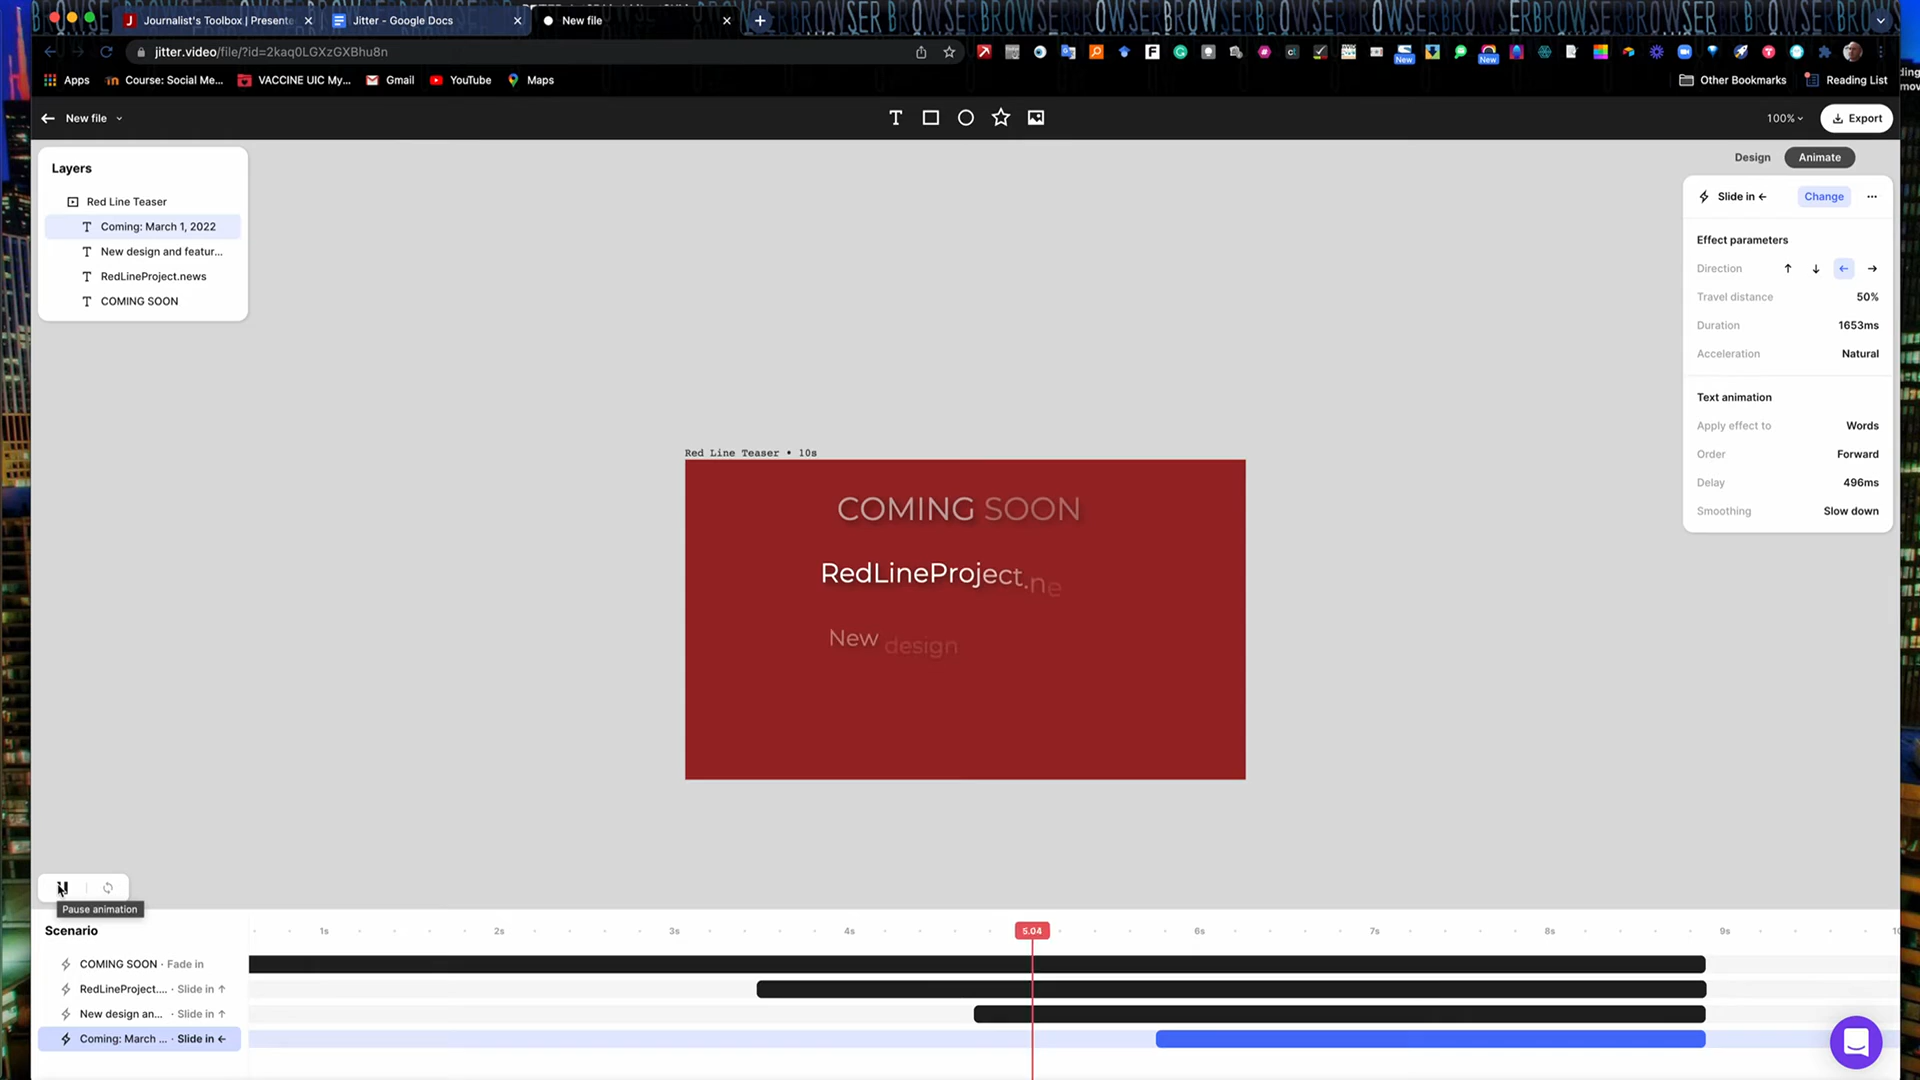 Journalist's Toolbox | Presente
Jitter - Google Docs
New file
jitter.video/file/?id=2kaq0LGXzGXBhu8n
New
New
Apps
Course: Social Me...
VACCINE UIC My...
Gmail
YouTube
Maps
Other Bookmarks
Reading List
New file
100%
Export
Layers
Red Line Teaser
Coming: March 1, 2022
New design and featur...
RedLineProject.news
COMING SOON
Design
Animate
Slide in ←
Change
Effect parameters
Direction
Travel distance 50%
Duration 1653ms
Acceleration Natural
Text animation
Apply effect to Words
Order Forward
Delay 496ms
Smoothing Slow down
Red Line Teaser • 10s
COMING SOON
RedLineProject.ne
New design
Pause animation
Scenario
1s 2s 3s 4s 5.04 6s 7s 8s 9s
COMING SOON · Fade in
RedLineProject.... · Slide in ↑
New design an... · Slide in ↑
Coming: March ... · Slide in ←